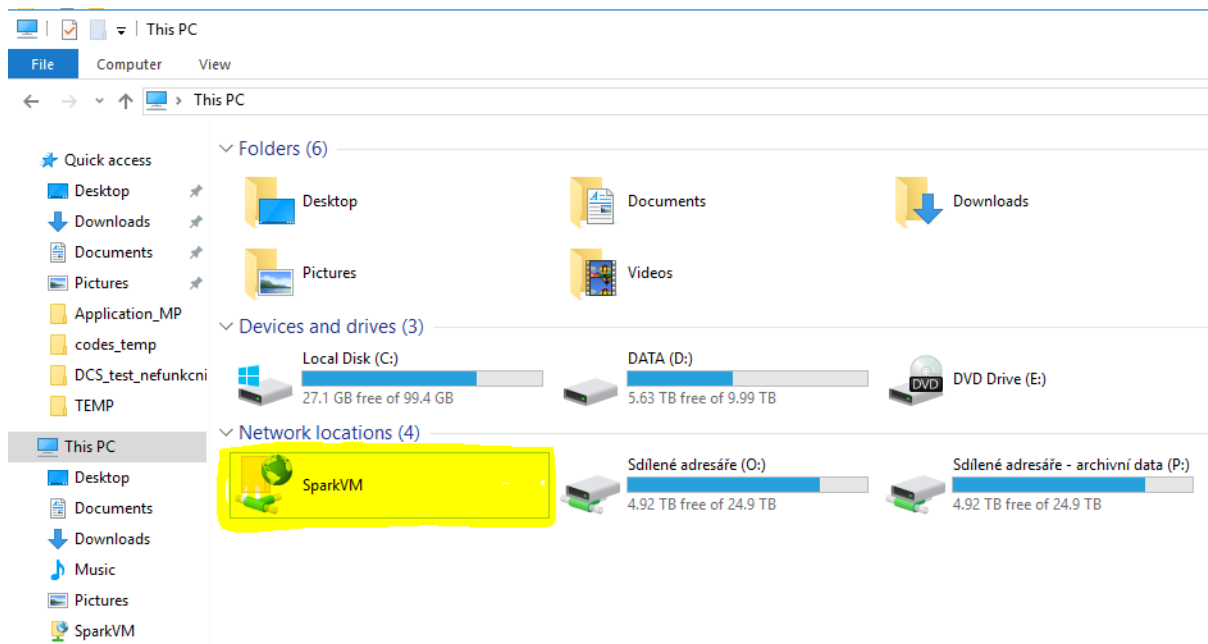 This PC
File Computer View
This PC
Quick access
Desktop
Downloads
Documents
Pictures
Application_MP
codes_temp
DCS_test_nefunkcni
TEMP
This PC
Desktop
Documents
Downloads
Music
Pictures
SparkVM
Folders (6)
Desktop Documents Downloads
Pictures Videos
Devices and drives (3)
Local Disk (C:) DATA (D:) DVD Drive (E:)
27.1 GB free of 99.4 GB 5.63 TB free of 9.99 TB
DVD
Network locations (4)
SparkVM Sdílené adresáře (O:) Sdílené adresáře - archivní data (P:)
4.92 TB free of 24.9 TB 4.92 TB free of 24.9 TB